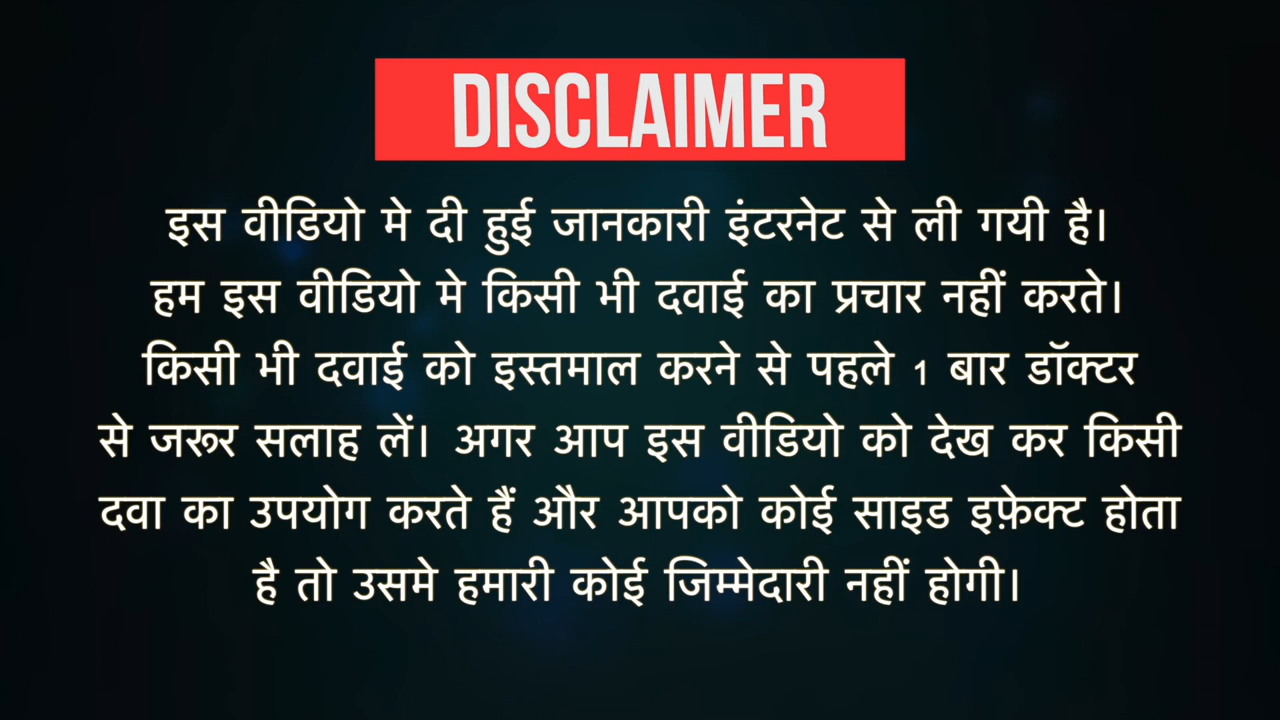 DISCLAIMER
इस वीडियो मे दी हुई जानकारी इंटरनेट से ली गयी है।
हम इस वीडियो मे किसी भी दवाई का प्रचार नहीं करते।
किसी भी दवाई को इस्तमाल करने से पहले 1 बार डॉक्टर
से जरूर सलाह लें। अगर आप इस वीडियो को देख कर किसी
दवा का उपयोग करते हैं और आपको कोई साइड इफ़ेक्ट होता
है तो उसमे हमारी कोई जिम्मेदारी नहीं होगी।